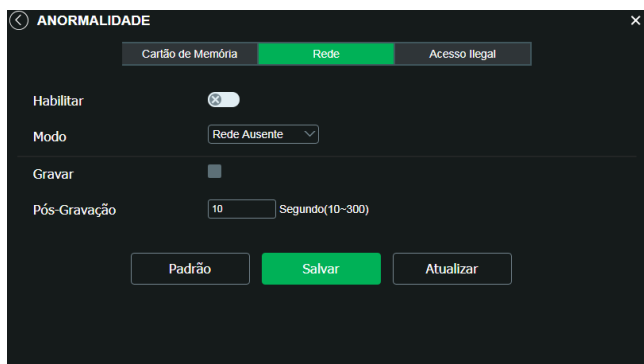 ANORMALIDADE
Cartão de Memória Rede Acesso Ilegal
Habilitar
Modo Rede Ausente
Gravar
Pós-Gravação 10 Segundo(10~300)
Padrão Salvar Atualizar